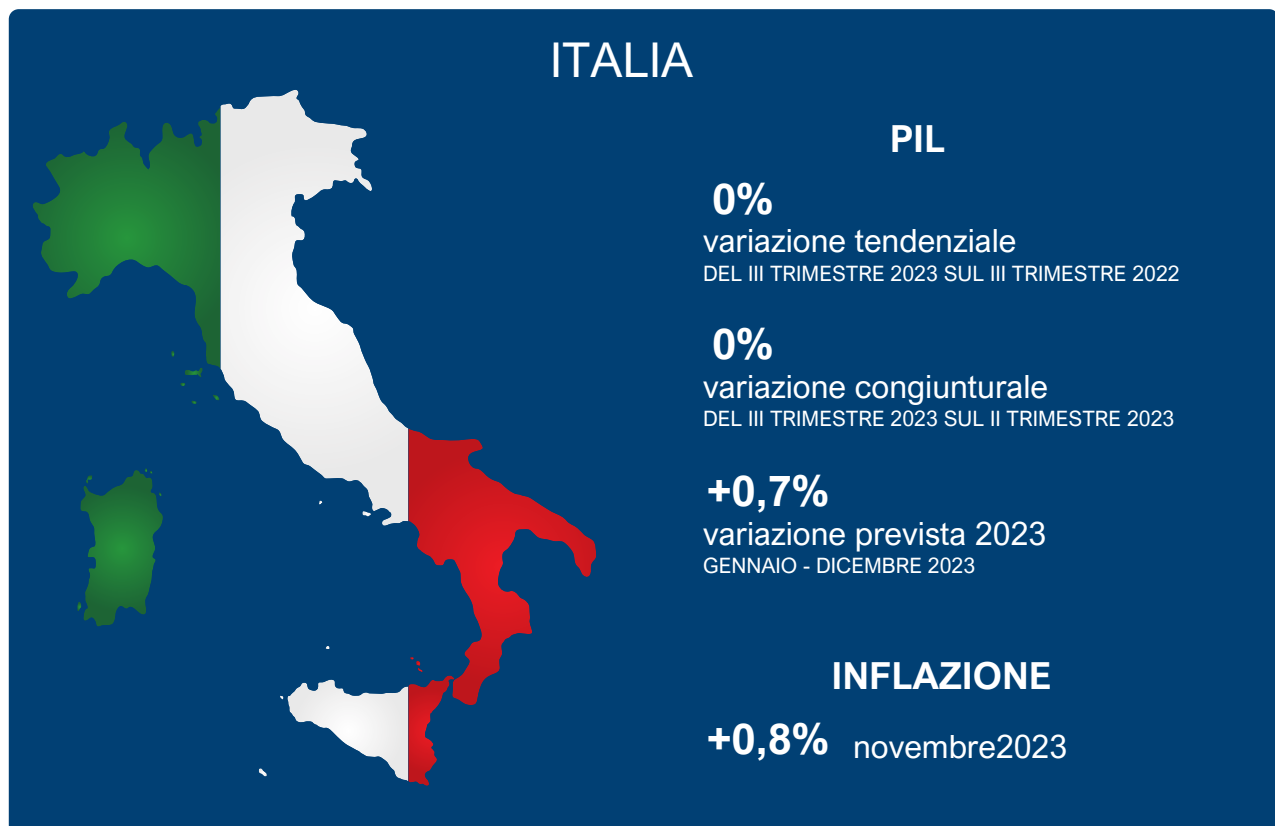 ITALIA
PIL
0%
variazione tendenziale
DEL III TRIMESTRE 2023 SUL III TRIMESTRE 2022
0%
variazione congiunturale
DEL III TRIMESTRE 2023 SUL II TRIMESTRE 2023
+0,7%
variazione prevista 2023
GENNAIO - DICEMBRE 2023
INFLAZIONE
+0,8% novembre2023